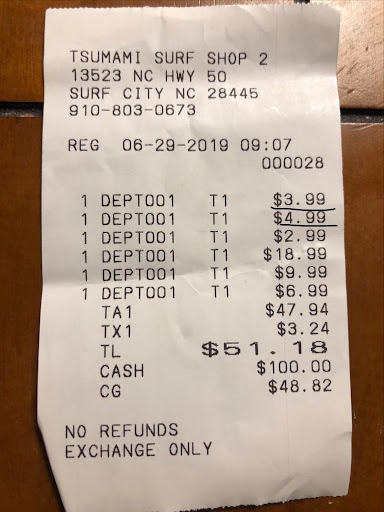 TSUMAMI SURF SHOP 2
13523 NC HWY 50
SURF CITY NC 28445
910-803-0673
REG 06-29-2019 09:07
000028
1 DEPT001 T1 $3.99
1 DEPT001 T1 $4.99
1 DEPT001 T1 $2.99
1 DEPT001 T1 $18.99
1 DEPT001 T1 $9.99
1 DEPT001 T1 $6.99
TA1 $47.94
TX1 $3.24
TL $51.18
CASH $100.00
CG $48.82
NO REFUNDS
EXCHANGE ONLY